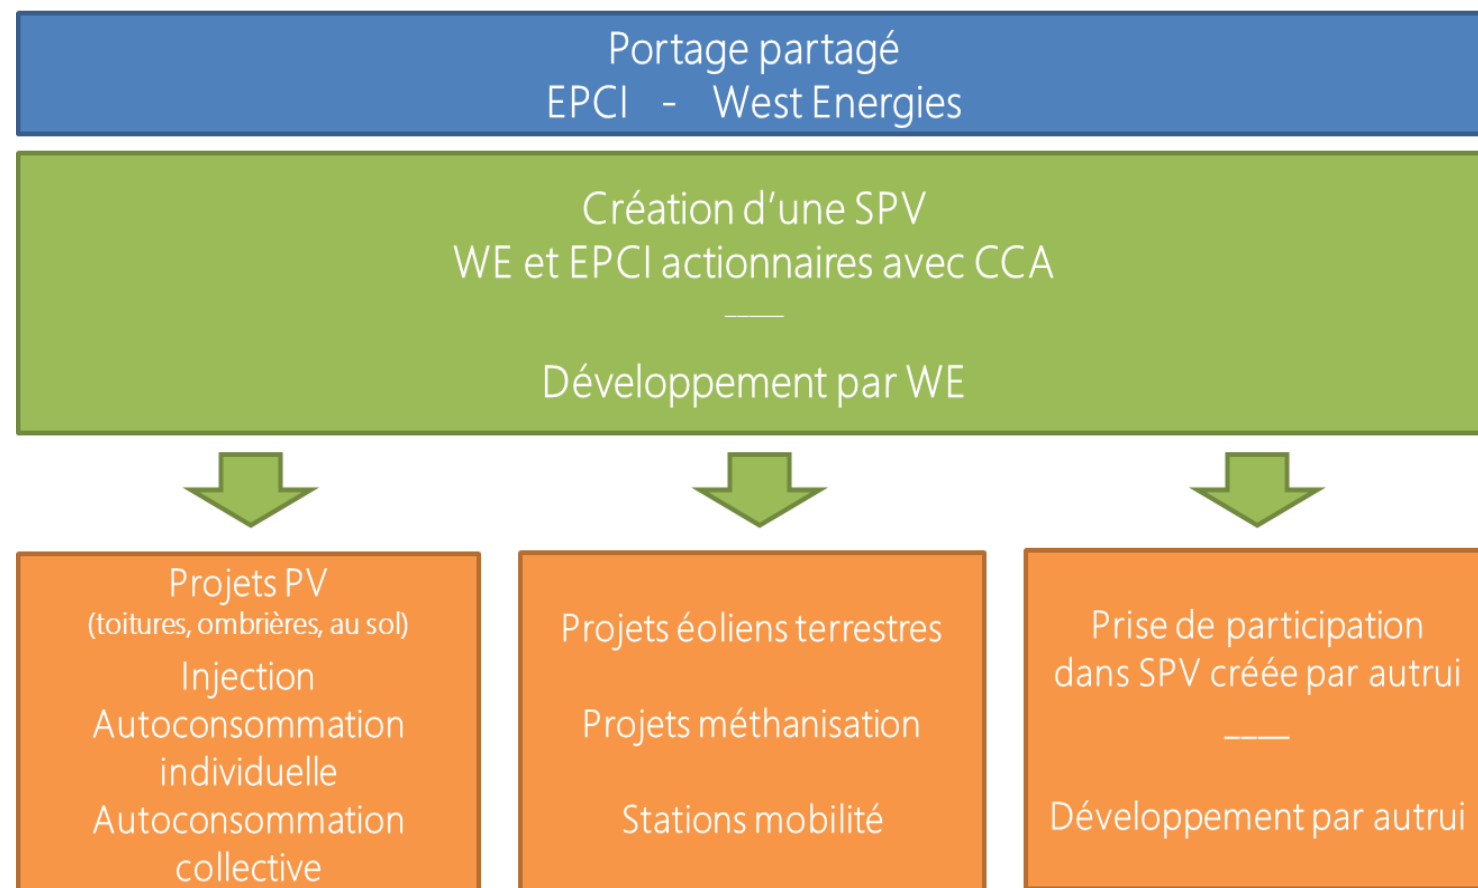 Portage partagé
EPCI - West Energies
Création d’une SPV
WE et EPCI actionnaires avec CCA
_____
Développement par WE
Projets PV
(toitures, ombrières, au sol)
Injection
Autoconsommation
individuelle
Autoconsommation
collective
Projets éoliens terrestres
Projets méthanisation
Stations mobilité
Prise de participation
dans SPV créée par autrui
____
Développement par autrui